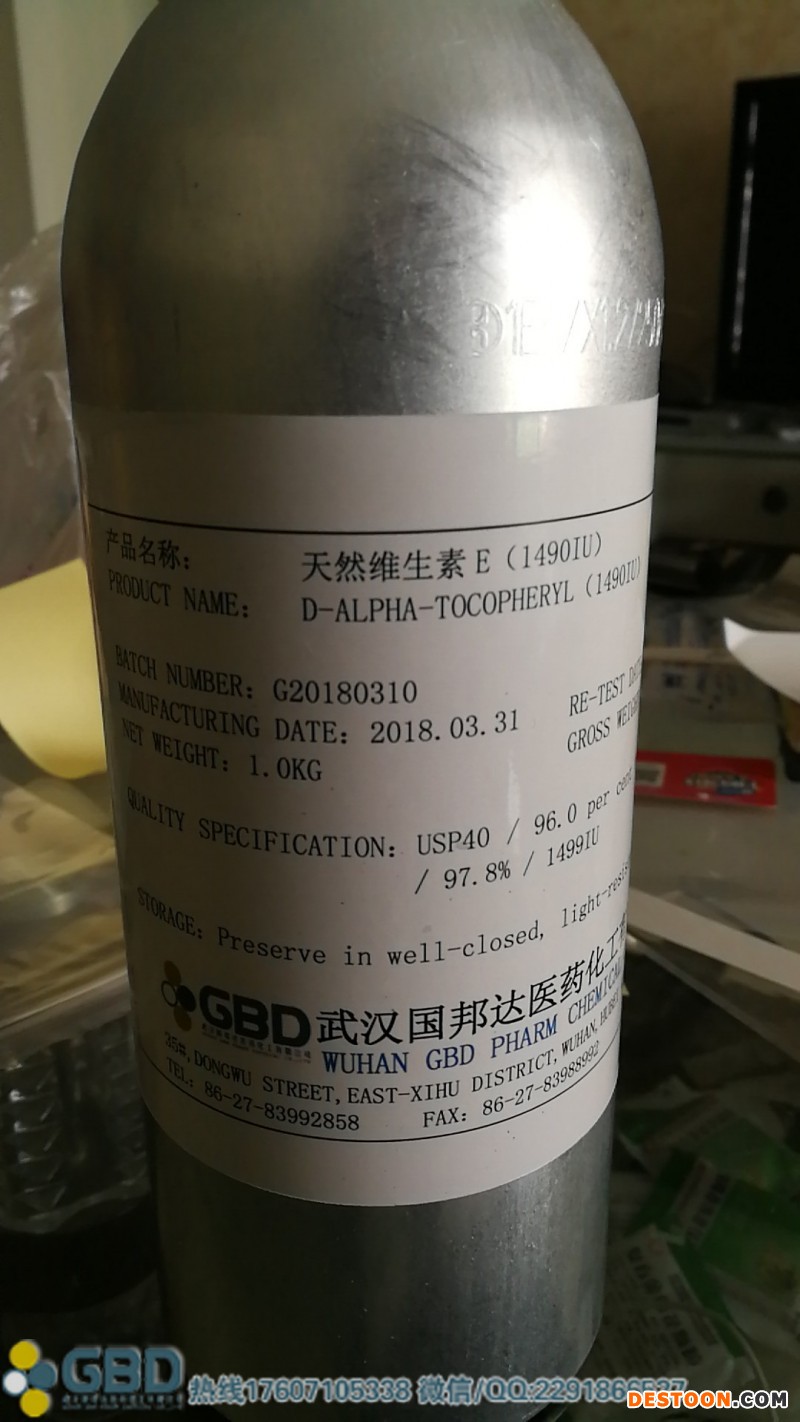 产品名称: 天然维生素E(1490IU)
PRODUCT NAME: D-ALPHA-TOCOPHERYL(1490IU)
BATCH NUMBER: G20180310
RE-TEST
MANUFACTURING DATE: 2018.03.31
GROSS
NET WEIGHT: 1.0KG
QUALITY SPECIFICATION: USP40 / 96.0 per cent
/ 97.8% / 1499IU
STORAGE: Preserve in well-closed,
GBD 武汉国邦达医药化工
WUHAN GBD PHARM CHEMICAL
35#,DONGWU STREET,EAST-XIHU DISTRICT,WUHAN,
TEL: 86-27-83992858 FAX: 86-27-83988992
GBD 热线17607105338 微信/QQ:2291866537
DESTOON.COM